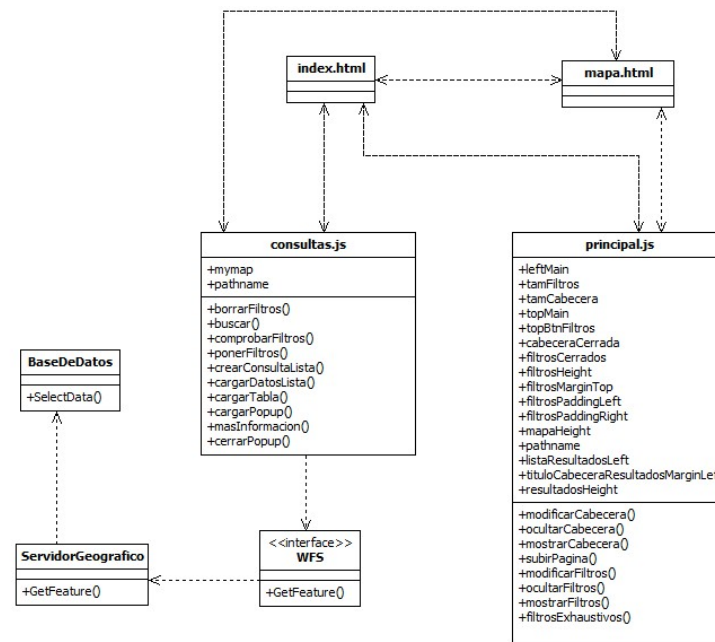 index.html
mapa.html
consultas.js
+mymap
+pathname
+borrarFiltros()
+buscar()
+comprobarFiltros()
+ponerFiltros()
+crearConsultaLista()
+cargarDatosLista()
+cargarTabla()
+cargarPopup()
+masInformacion()
+cerrarPopup()
principal.js
+leftMain
+tamFiltros
+tamCabecera
+topMain
+topBtnFiltros
+cabeceraCerrada
+filtrosCerrados
+filtrosHeight
+filtrosMarginTop
+filtrosPaddingLeft
+filtrosPaddingRight
+mapaHeight
+pathname
+listaResultadosLeft
+tituloCabeceraResultadosMarginLef
+resultadosHeight
+modificarCabecera()
+ocultarCabecera()
+mostrarCabecera()
+subirPagina()
+modificarFiltros()
+ocultarFiltros()
+mostrarFiltros()
+filtrosExhaustivos()
BaseDeDatos
+SelectData()
ServidorGeografico
+GetFeature()
<<interface>>
WFS
+GetFeature()